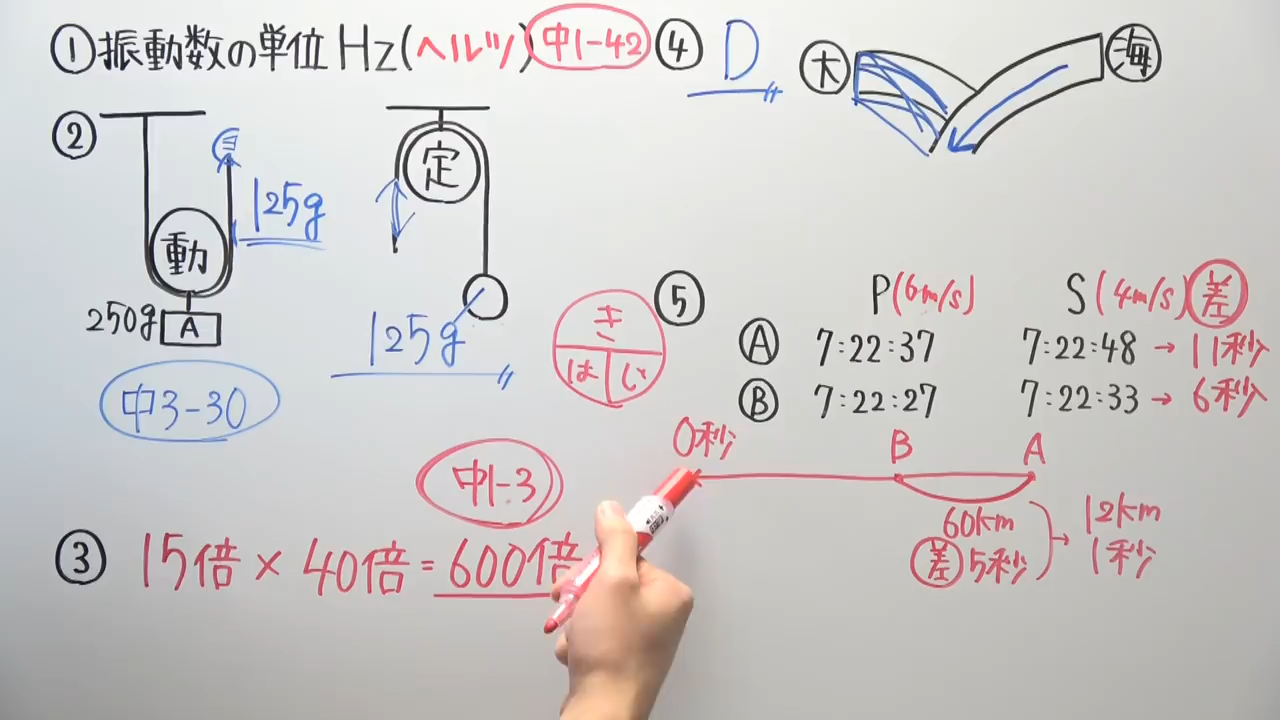 ①振動数の単位Hz(ヘルツ) 中1-42
②
動
125g
250g A
中3-30
定
125g
中1-3
③ 15倍×40倍=600倍
④ D
大 海
き
は じ
⑤ P(6m/s) S(4m/s) 差
A 7:22:37 7:22:48 → 11秒
B 7:22:27 7:22:33 → 6秒
0秒 B A
60km → 12km
差 5秒 1秒